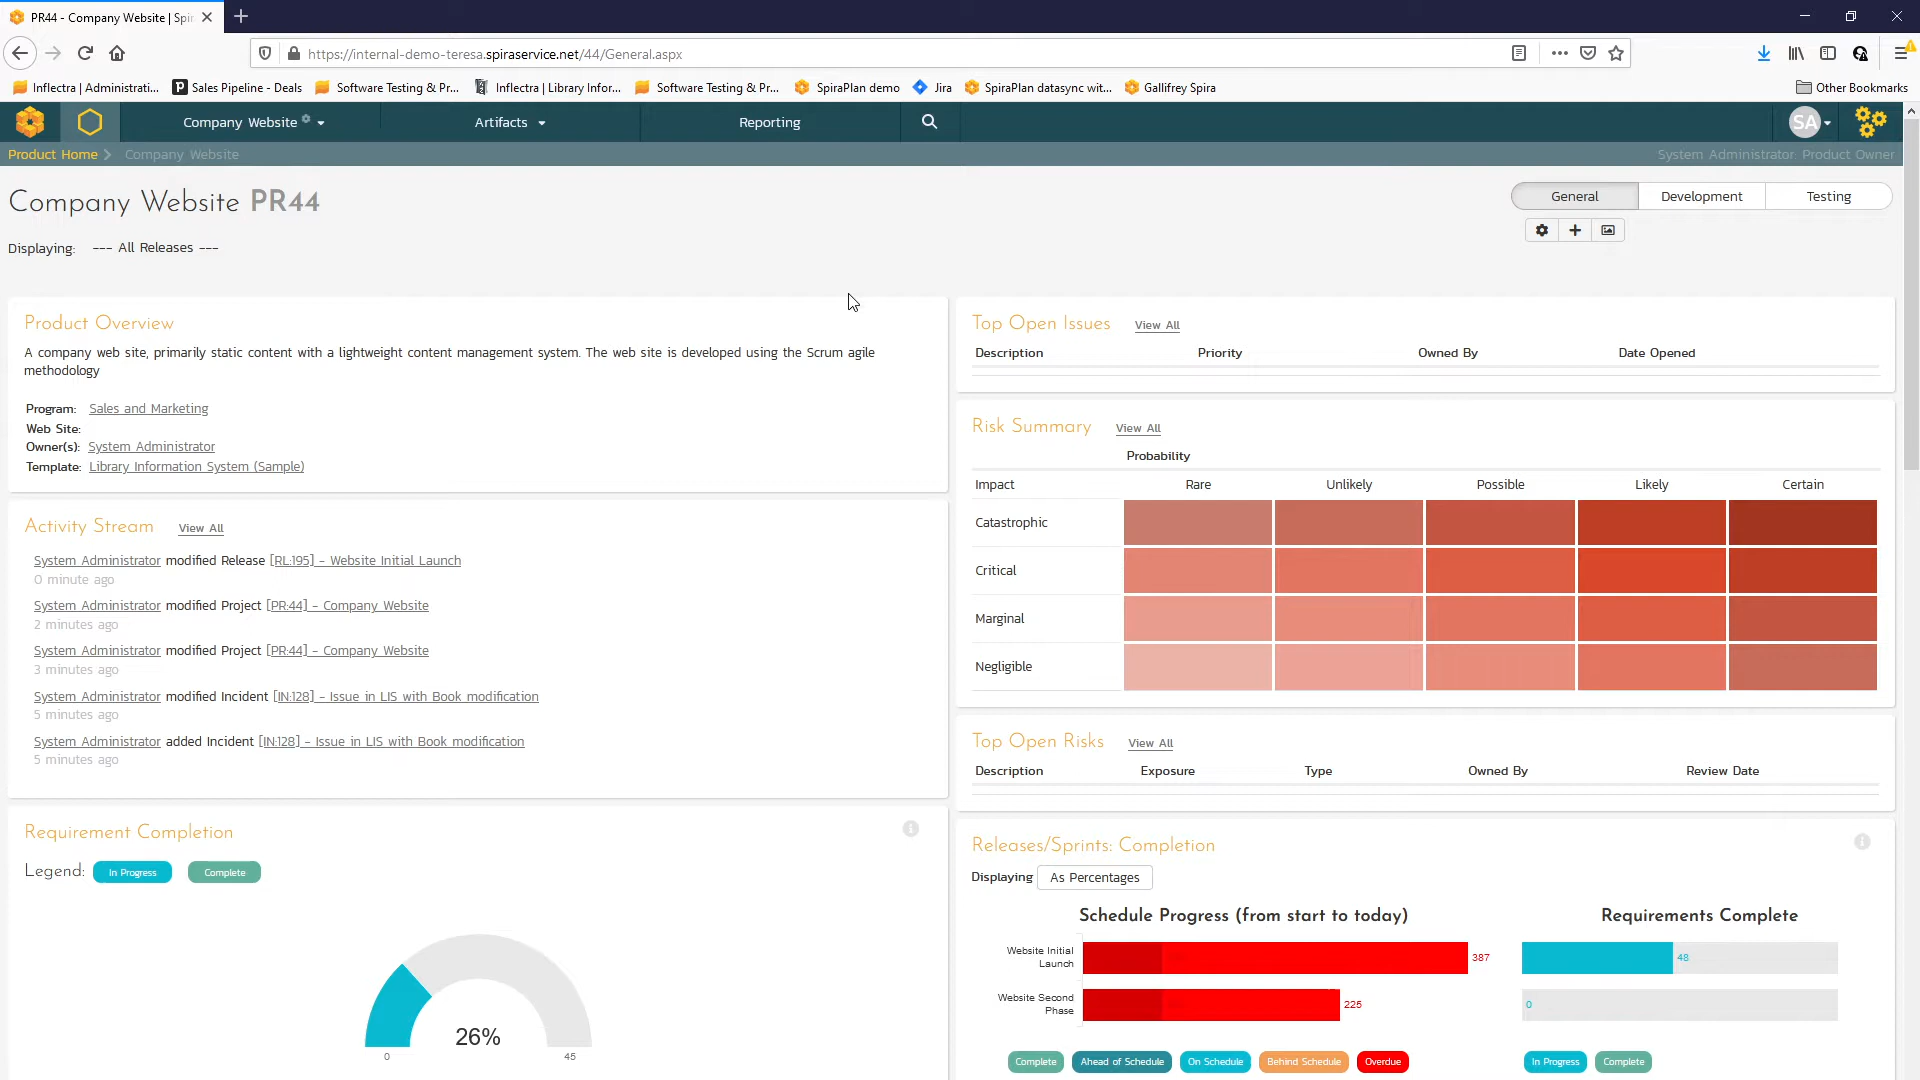 PR44 - Company Website | Spir
https://internal-demo-teresa.spiraservice.net/44/General.aspx
Inflectra | Administrati...
Sales Pipeline - Deals
Software Testing & Pr...
Inflectra | Library Infor...
Software Testing & Pr...
SpiraPlan demo
Jira
SpiraPlan datasync wit...
Gallifrey Spira
Other Bookmarks
Company Website
Artifacts
Reporting
SA
Product Home
Company Website
System Administrator: Product Owner
Company Website PR44
General
Development
Testing
Displaying: --- All Releases ---
Product Overview
A company web site, primarily static content with a lightweight content management system. The web site is developed using the Scrum agile
methodology
Program: Sales and Marketing
Web Site:
Owner(s): System Administrator
Template: Library Information System (Sample)
Activity Stream View All
System Administrator modified Release [RL:195] - Website Initial Launch
0 minute ago
System Administrator modified Project [PR:44] - Company Website
2 minutes ago
System Administrator modified Project [PR:44] - Company Website
3 minutes ago
System Administrator modified Incident [IN:128] - Issue in LIS with Book modification
5 minutes ago
System Administrator added Incident [IN:128] - Issue in LIS with Book modification
5 minutes ago
Requirement Completion
Legend: In Progress Complete
26%
0 45
Top Open Issues View All
Description Priority Owned By Date Opened
Risk Summary View All
Probability
Impact Rare Unlikely Possible Likely Certain
Catastrophic
Critical
Marginal
Negligible
Top Open Risks View All
Description Exposure Type Owned By Review Date
Releases/Sprints: Completion
Displaying As Percentages
Schedule Progress (from start to today)
Website Initial
Launch
387
Website Second
Phase
225
Complete Ahead of Schedule On Schedule Behind Schedule Overdue
Requirements Complete
48
0
In Progress Complete